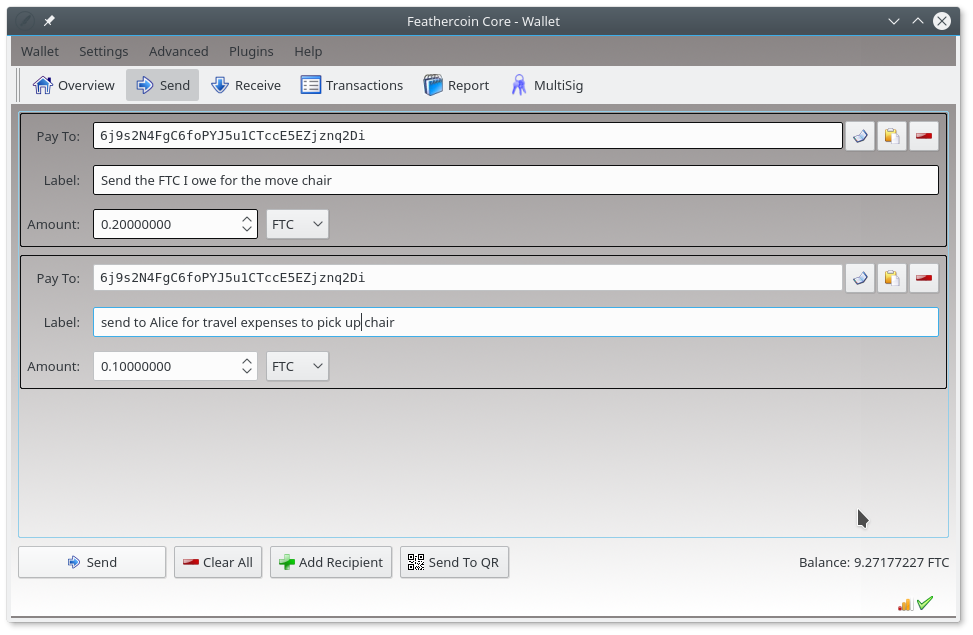 Feathercoin Core - Wallet
Wallet Settings Advanced Plugins Help
Overview Send Receive Transactions Report MultiSig
Pay To: 6j9s2N4FgC6foPYJ5u1CTccE5EZjznq2Di
Label: Send the FTC I owe for the move chair
Amount: 0.20000000 FTC
Pay To: 6j9s2N4FgC6foPYJ5u1CTccE5EZjznq2Di
Label: send to Alice for travel expenses to pick up chair
Amount: 0.10000000 FTC
Send Clear All Add Recipient Send To QR Balance: 9.27177227 FTC